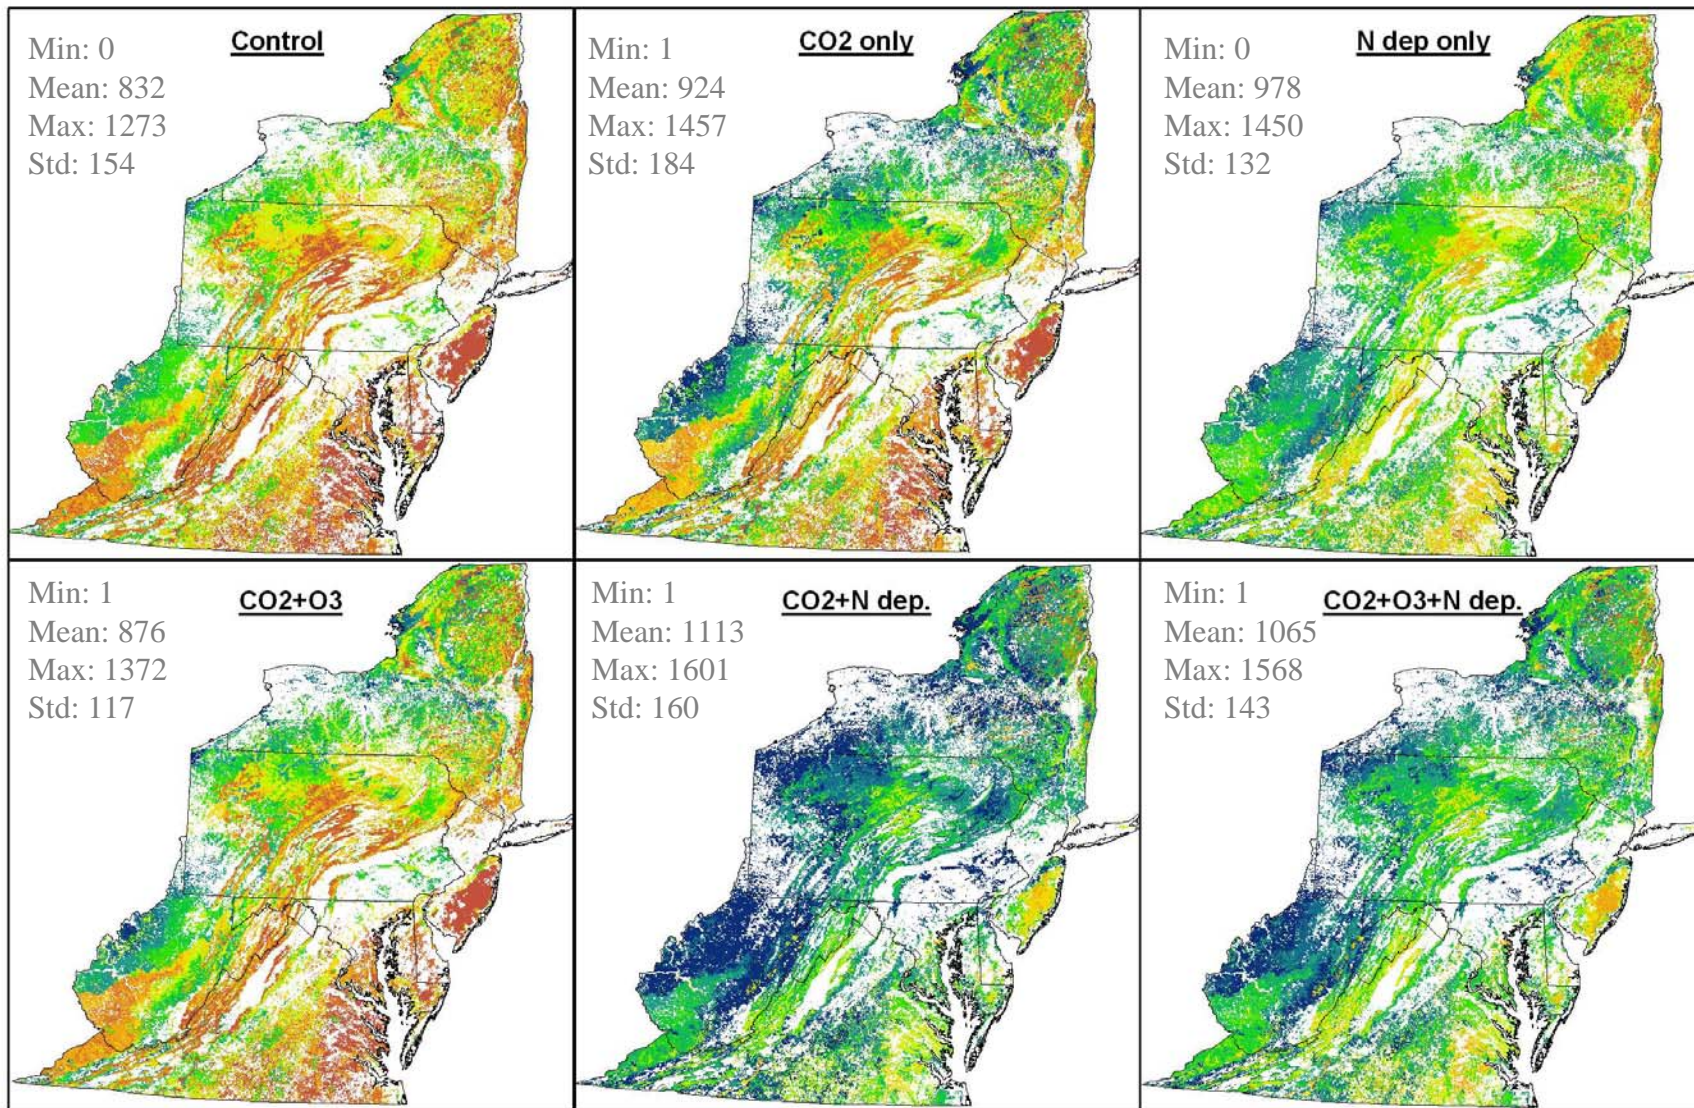 Control
Min: 0
Mean: 832
Max: 1273
Std: 154
CO2 only
Min: 1
Mean: 924
Max: 1457
Std: 184
N dep only
Min: 0
Mean: 978
Max: 1450
Std: 132
CO2+O3
Min: 1
Mean: 876
Max: 1372
Std: 117
CO2+N dep.
Min: 1
Mean: 1113
Max: 1601
Std: 160
CO2+O3+N dep.
Min: 1
Mean: 1065
Max: 1568
Std: 143